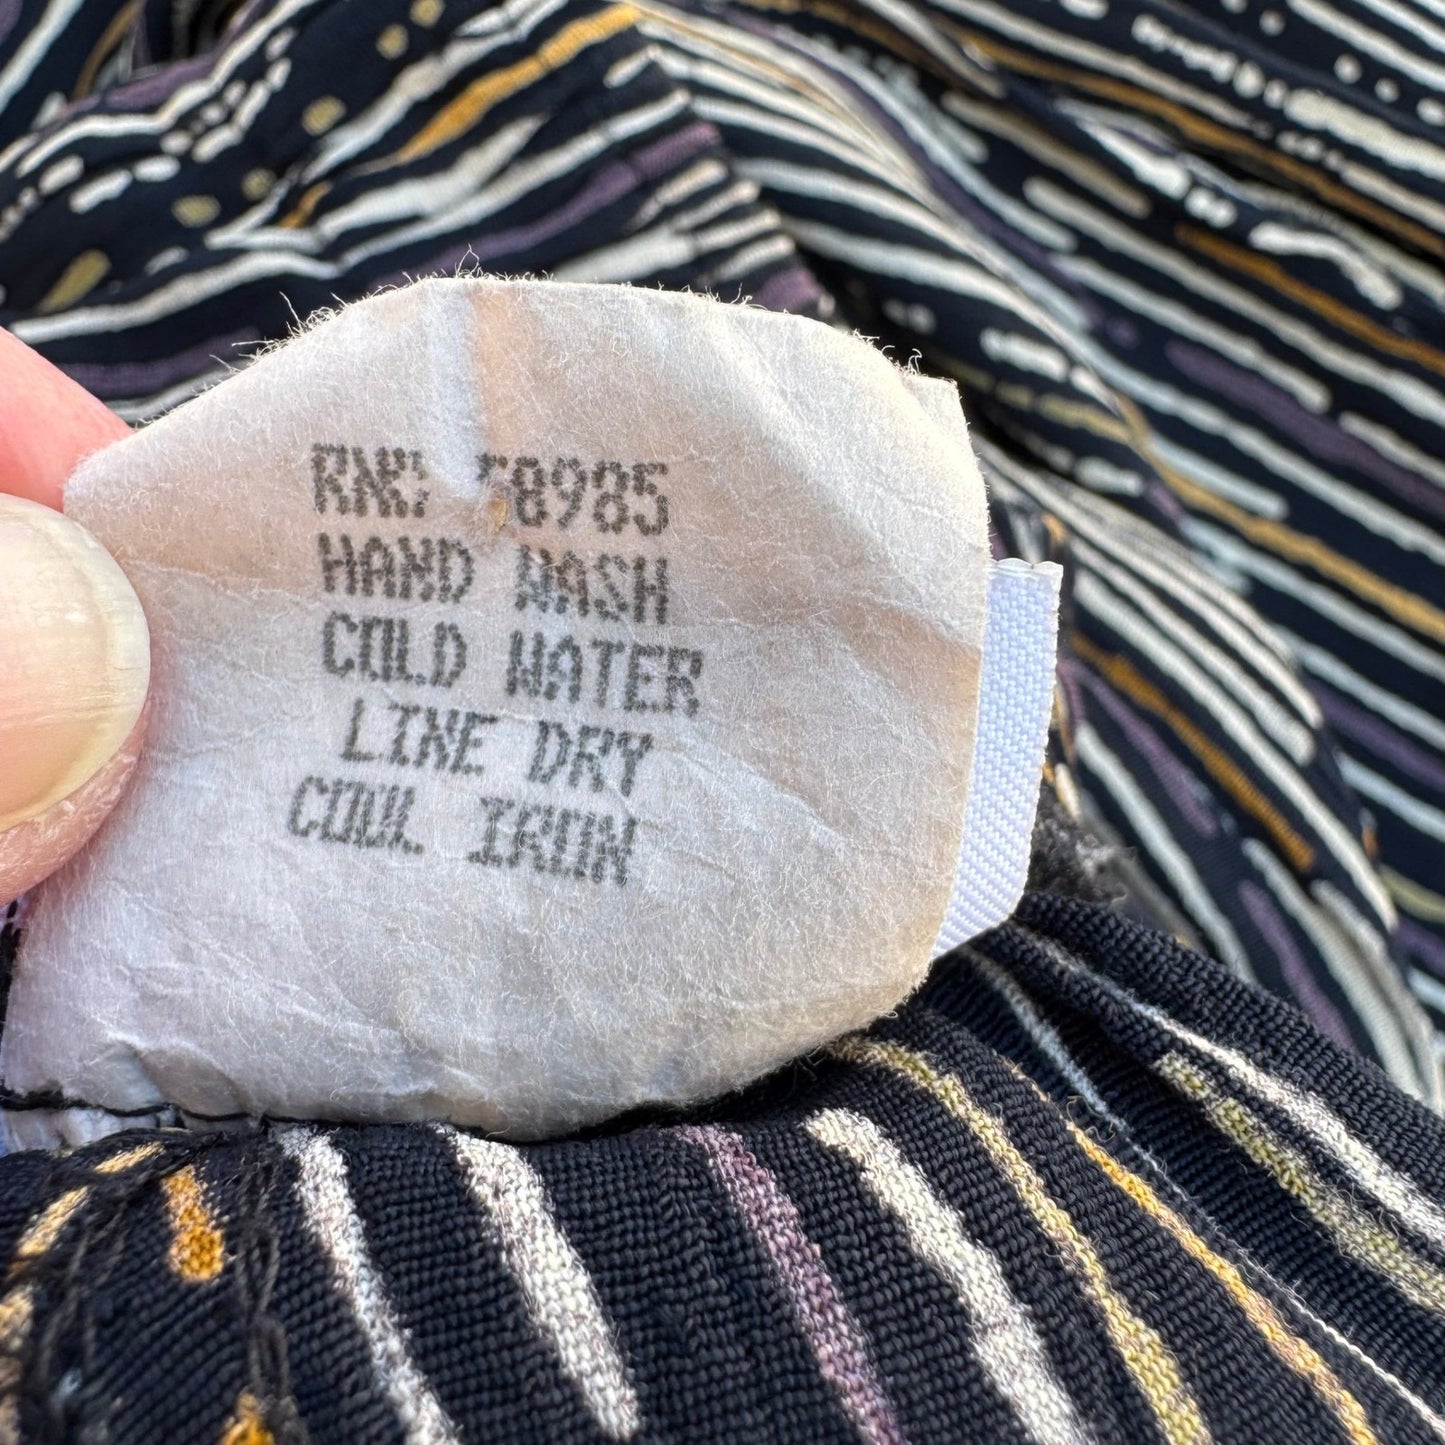 RN# 58985
HAND WASH
COLD WATER
LINE DRY
COOL IRON